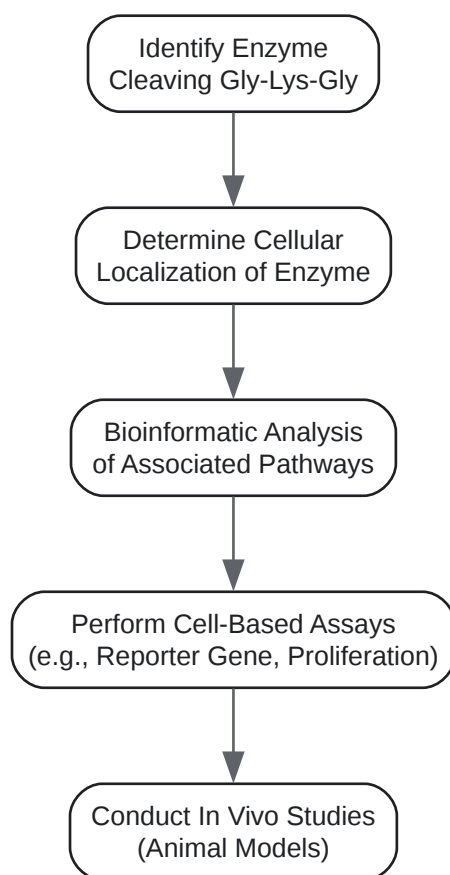 Identify Enzyme
Cleaving Gly-Lys-Gly
Determine Cellular
Localization of Enzyme
Bioinformatic Analysis
of Associated Pathways
Perform Cell-Based Assays
(e.g., Reporter Gene, Proliferation)
Conduct In Vivo Studies
(Animal Models)